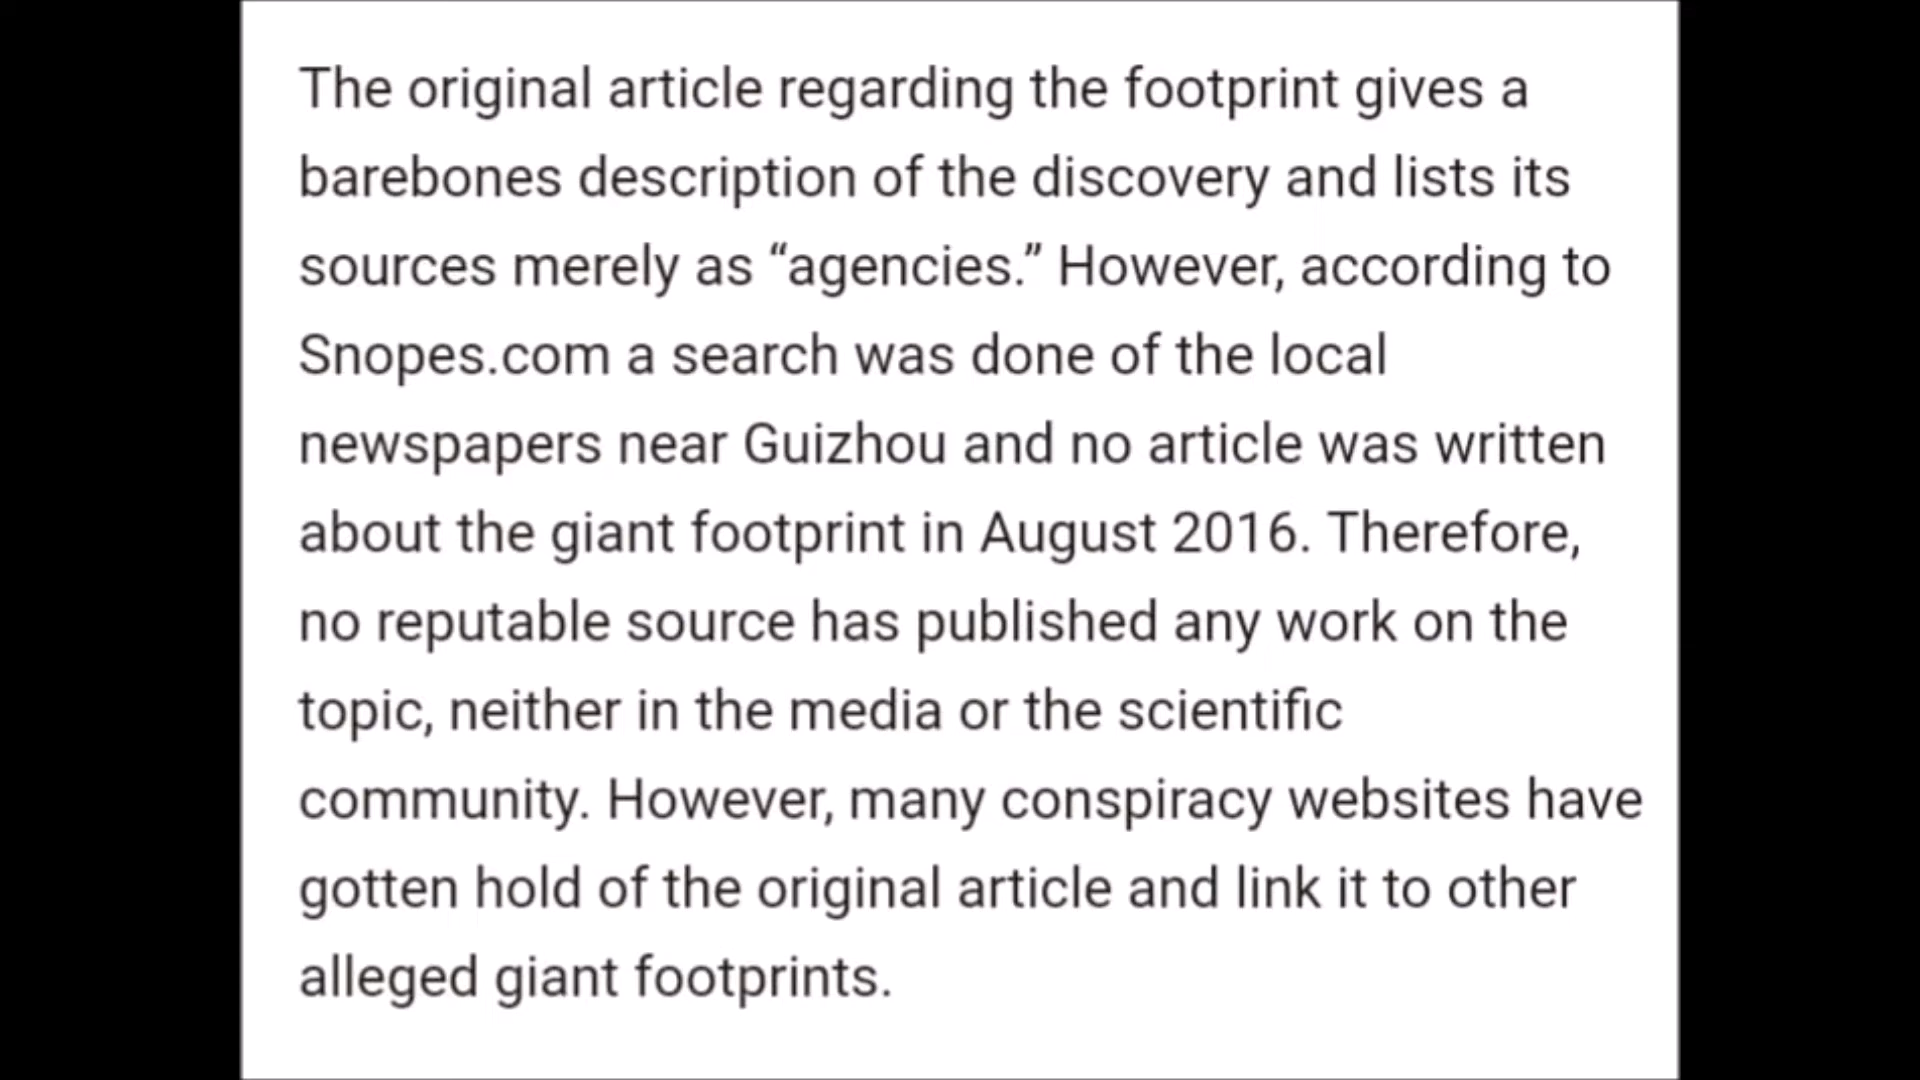 The original article regarding the footprint gives a
barebones description of the discovery and lists its
sources merely as “agencies.” However, according to
Snopes.com a search was done of the local
newspapers near Guizhou and no article was written
about the giant footprint in August 2016. Therefore,
no reputable source has published any work on the
topic, neither in the media or the scientific
community. However, many conspiracy websites have
gotten hold of the original article and link it to other
alleged giant footprints.